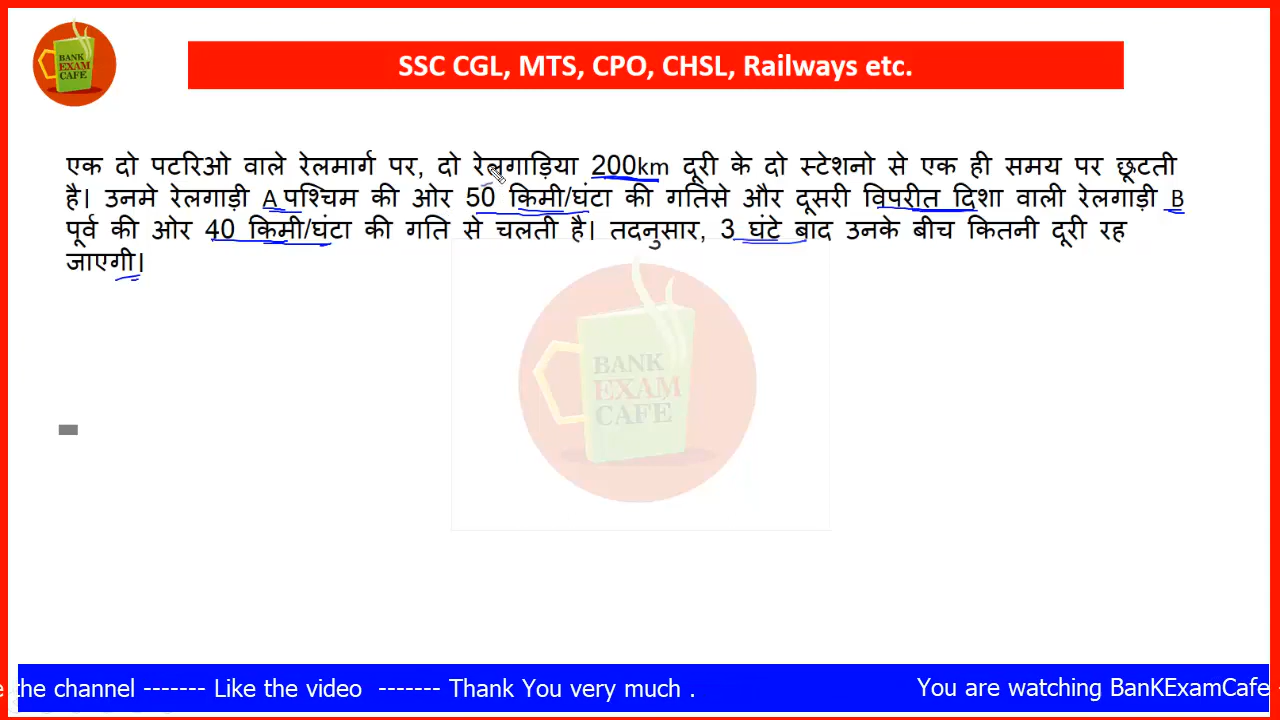 BANK
EXAM
CAFE
SSC CGL, MTS, CPO, CHSL, Railways etc.
एक दो पटरिओ वाले रेलमार्ग पर, दो रेलगाड़िया 200km दूरी के दो स्टेशनो से एक ही समय पर छूटती
है। उनमे रेलगाड़ी A पश्चिम की ओर 50 किमी/घंटा की गतिसे और दूसरी विपरीत दिशा वाली रेलगाड़ी B
पूर्व की ओर 40 किमी/घंटा की गति से चलती है। तदनुसार, 3 घंटे बाद उनके बीच कितनी दूरी रह
जाएगी।
BANK
EXAM
CAFE
e the channel ------- Like the video ------- Thank You very much . You are watching BanKExamCafe -